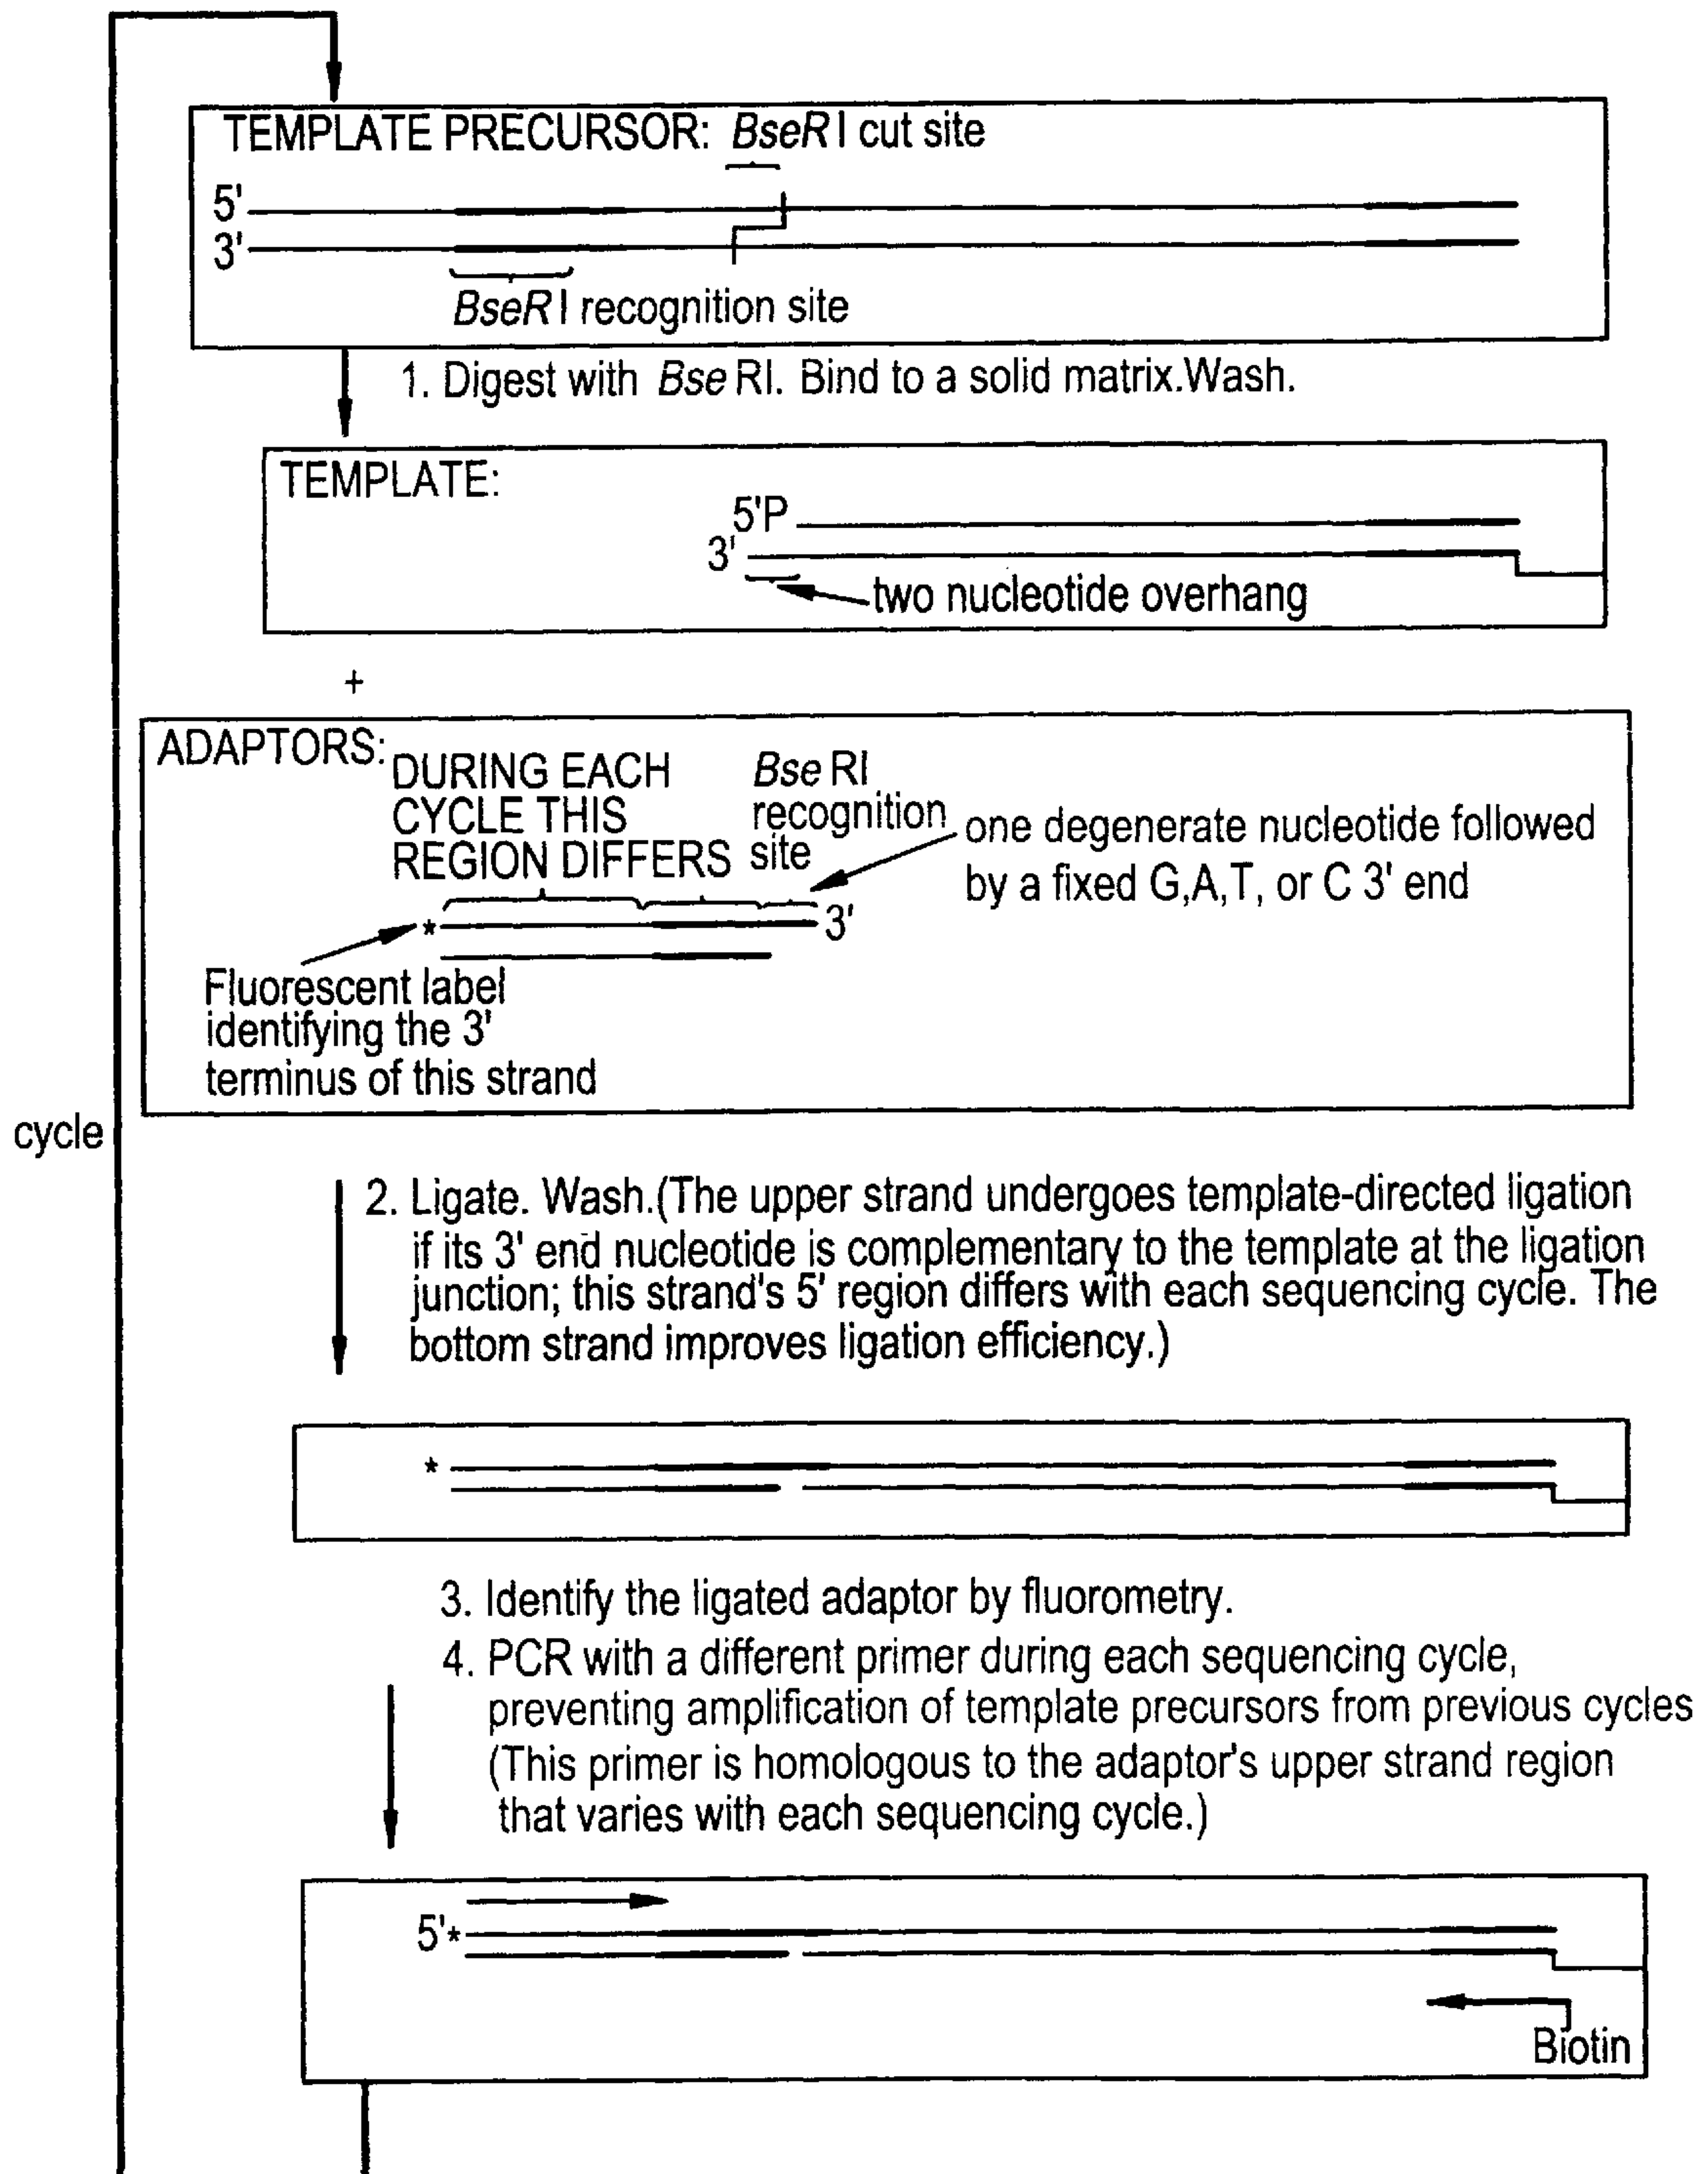 TEMPLATE PRECURSOR: BseRI cut site
5'
3'
BseRI recognition site
1. Digest with Bse RI. Bind to a solid matrix.Wash.
TEMPLATE:
5'P
3'
two nucleotide overhang
+
ADAPTORS:
DURING EACH
CYCLE THIS
REGION DIFFERS
Bse RI
recognition
site
one degenerate nucleotide followed
by a fixed G,A,T, or C 3' end
*
3'
Fluorescent label
identifying the 3'
terminus of this strand
cycle
2. Ligate. Wash.(The upper strand undergoes template-directed ligation
if its 3' end nucleotide is complementary to the template at the ligation
junction; this strand's 5' region differs with each sequencing cycle. The
bottom strand improves ligation efficiency.)
*
3. Identify the ligated adaptor by fluorometry.
4. PCR with a different primer during each sequencing cycle,
preventing amplification of template precursors from previous cycles
(This primer is homologous to the adaptor's upper strand region
that varies with each sequencing cycle.)
5'*
Biotin